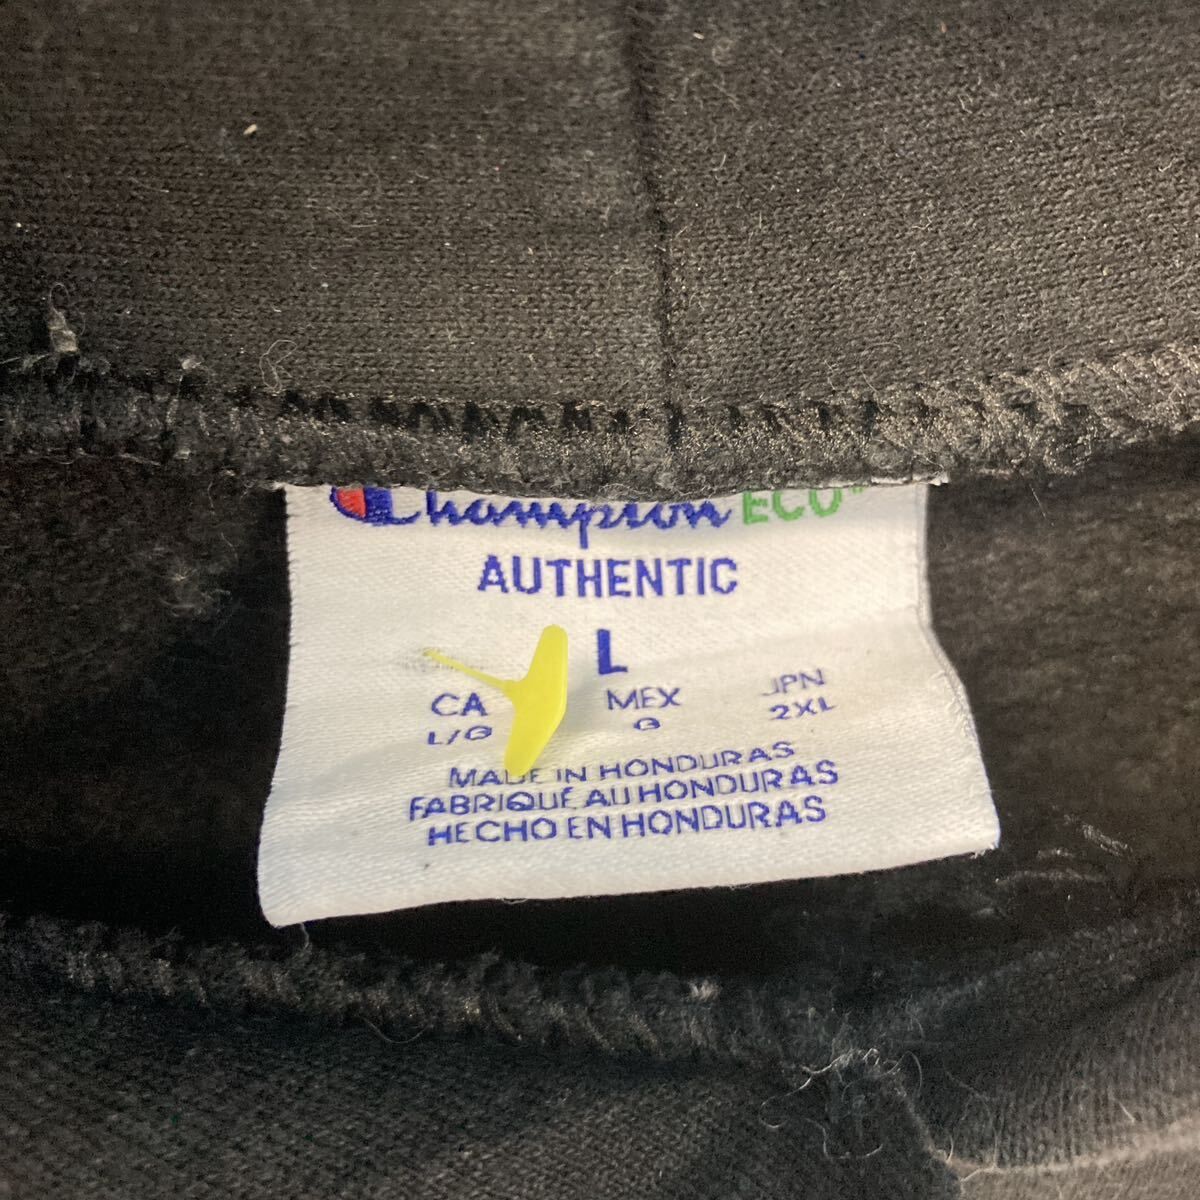 Champion ECO
AUTHENTIC
L
CA MEX JPN
L/G G 2XL
MADE IN HONDURAS
FABRIQUÉ AU HONDURAS
HECHO EN HONDURAS